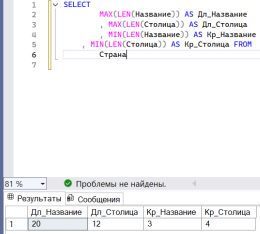 1 SELECT
2 MAX(LEN(Название)) AS Дл_Название
3 , MAX(LEN(Столица)) AS Дл_Столица
4 , MIN(LEN(Название)) AS Кр_Название
5 , MIN(LEN(Столица)) AS Кр_Столица FROM
6 Страна
7
81 % Проблемы не найдены.
Результаты Сообщения
Дл_Название Дл_Столица Кр_Название Кр_Столица
1 20 12 3 4